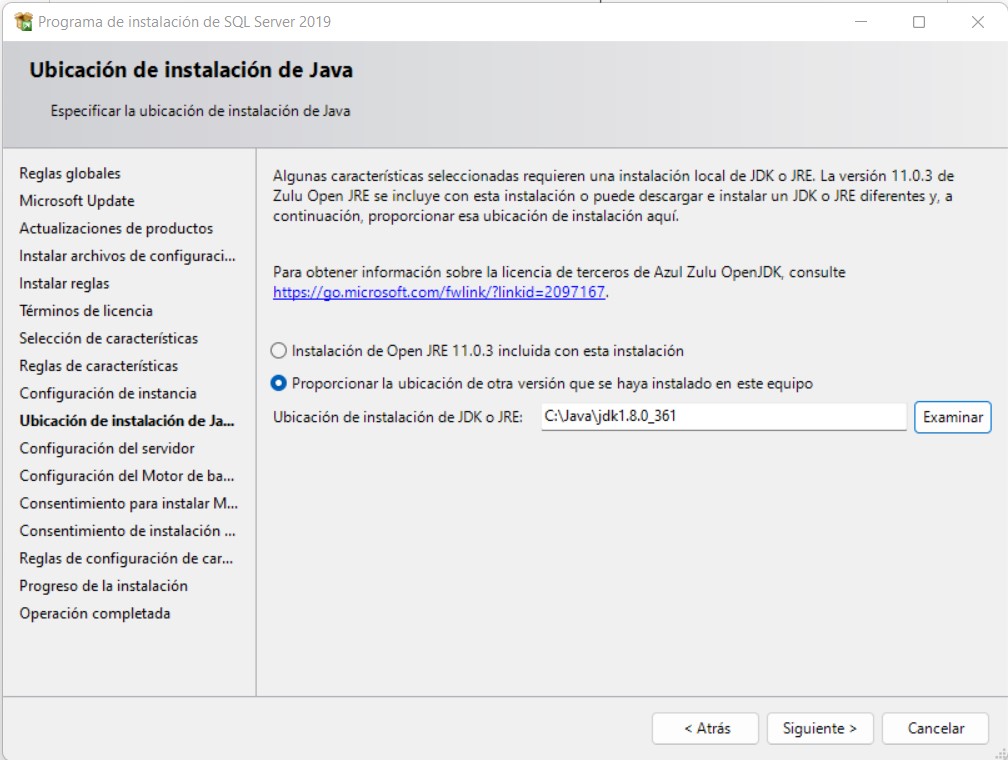 Programa de instalación de SQL Server 2019
Ubicación de instalación de Java
Especificar la ubicación de instalación de Java
Reglas globales
Microsoft Update
Actualizaciones de productos
Instalar archivos de configuraci...
Instalar reglas
Términos de licencia
Selección de características
Reglas de características
Configuración de instancia
Ubicación de instalación de Ja...
Configuración del servidor
Configuración del Motor de ba...
Consentimiento para instalar M...
Consentimiento de instalación ...
Reglas de configuración de car...
Progreso de la instalación
Operación completada
Algunas características seleccionadas requieren una instalación local de JDK o JRE. La versión 11.0.3 de
Zulu Open JRE se incluye con esta instalación o puede descargar e instalar un JDK o JRE diferentes y, a
continuación, proporcionar esa ubicación de instalación aquí.
Para obtener información sobre la licencia de terceros de Azul Zulu OpenJDK, consulte
https://go.microsoft.com/fwlink/?linkid=2097167.
Instalación de Open JRE 11.0.3 incluida con esta instalación
Proporcionar la ubicación de otra versión que se haya instalado en este equipo
Ubicación de instalación de JDK o JRE: C:\Java\jdk1.8.0_361 Examinar
< Atrás Siguiente > Cancelar